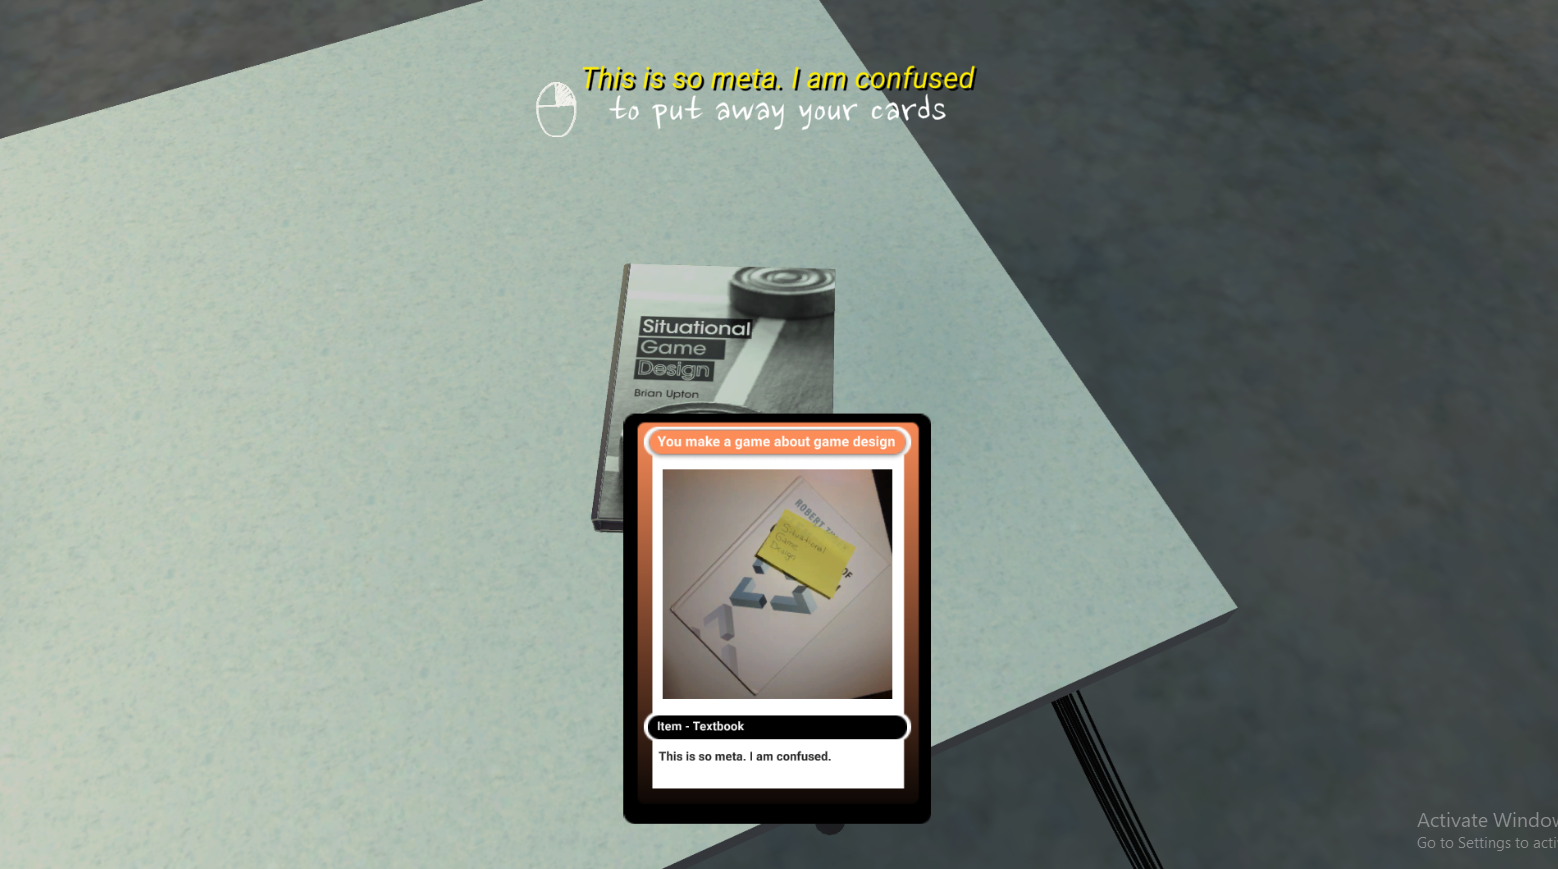 This is so meta. I am confused
to put away your cards
Situational
Game
Design
Brian Upton
You make a game about game design
ROBERT
Situational
Game
Design
OF
Item - Textbook
This is so meta. I am confused.
Activate Window
Go to Settings to acti